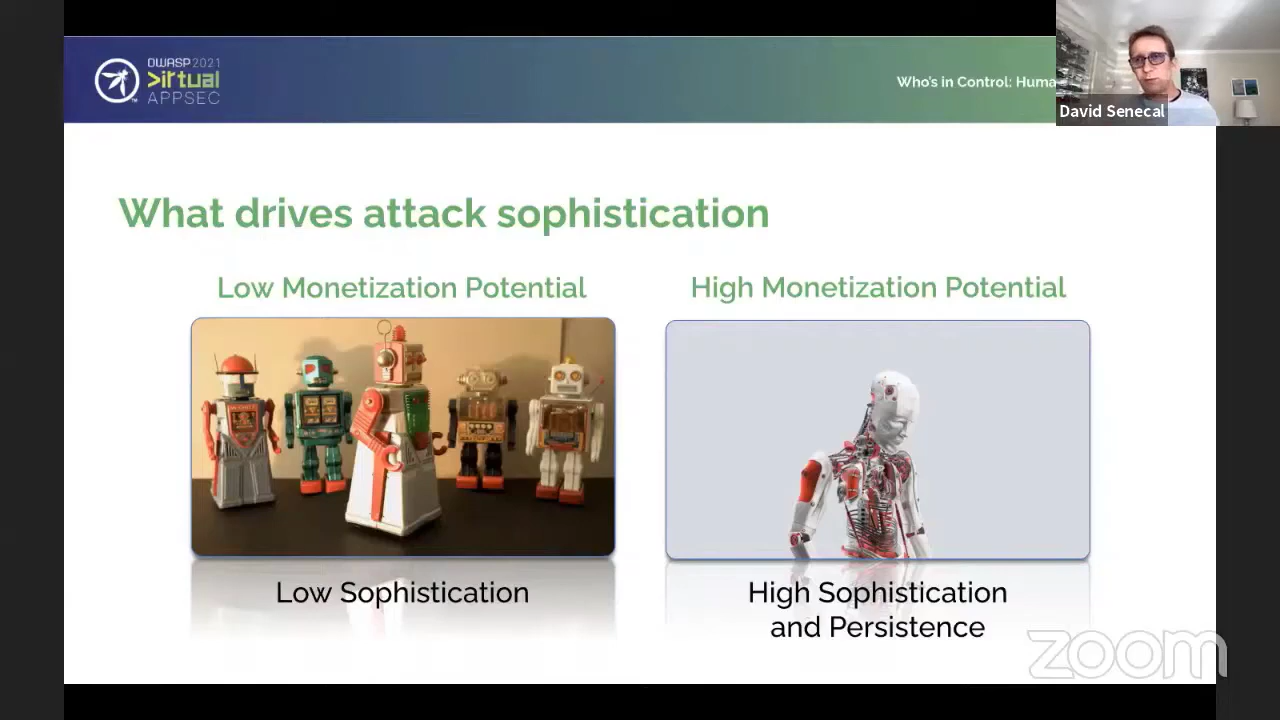 OWASP 2021
Virtual
APPSEC
Who's in Control: Huma
David Senecal
What drives attack sophistication
Low Monetization Potential
High Monetization Potential
Low Sophistication
High Sophistication
and Persistence
zoom